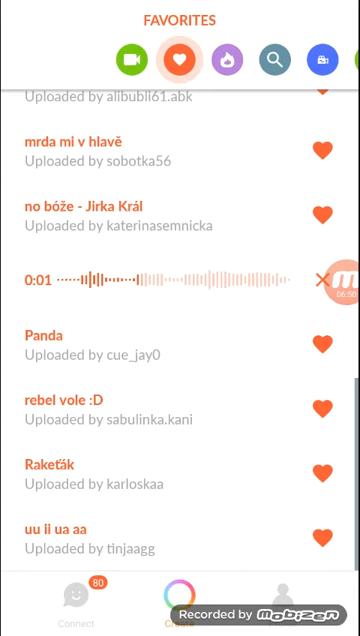 FAVORITES
Uploaded by alibubli61.abk
mrda mi v hlavě
Uploaded by sobotka56
no bóže - Jirka Král
Uploaded by katerinasemnicka
0:01
06:50
Panda
Uploaded by cue_jay0
rebel vole :D
Uploaded by sabulinka.kani
Rakeťák
Uploaded by karloskaa
uu ii ua aa
Uploaded by tinjaagg
80
Connect
Create
Recorded by mobizen